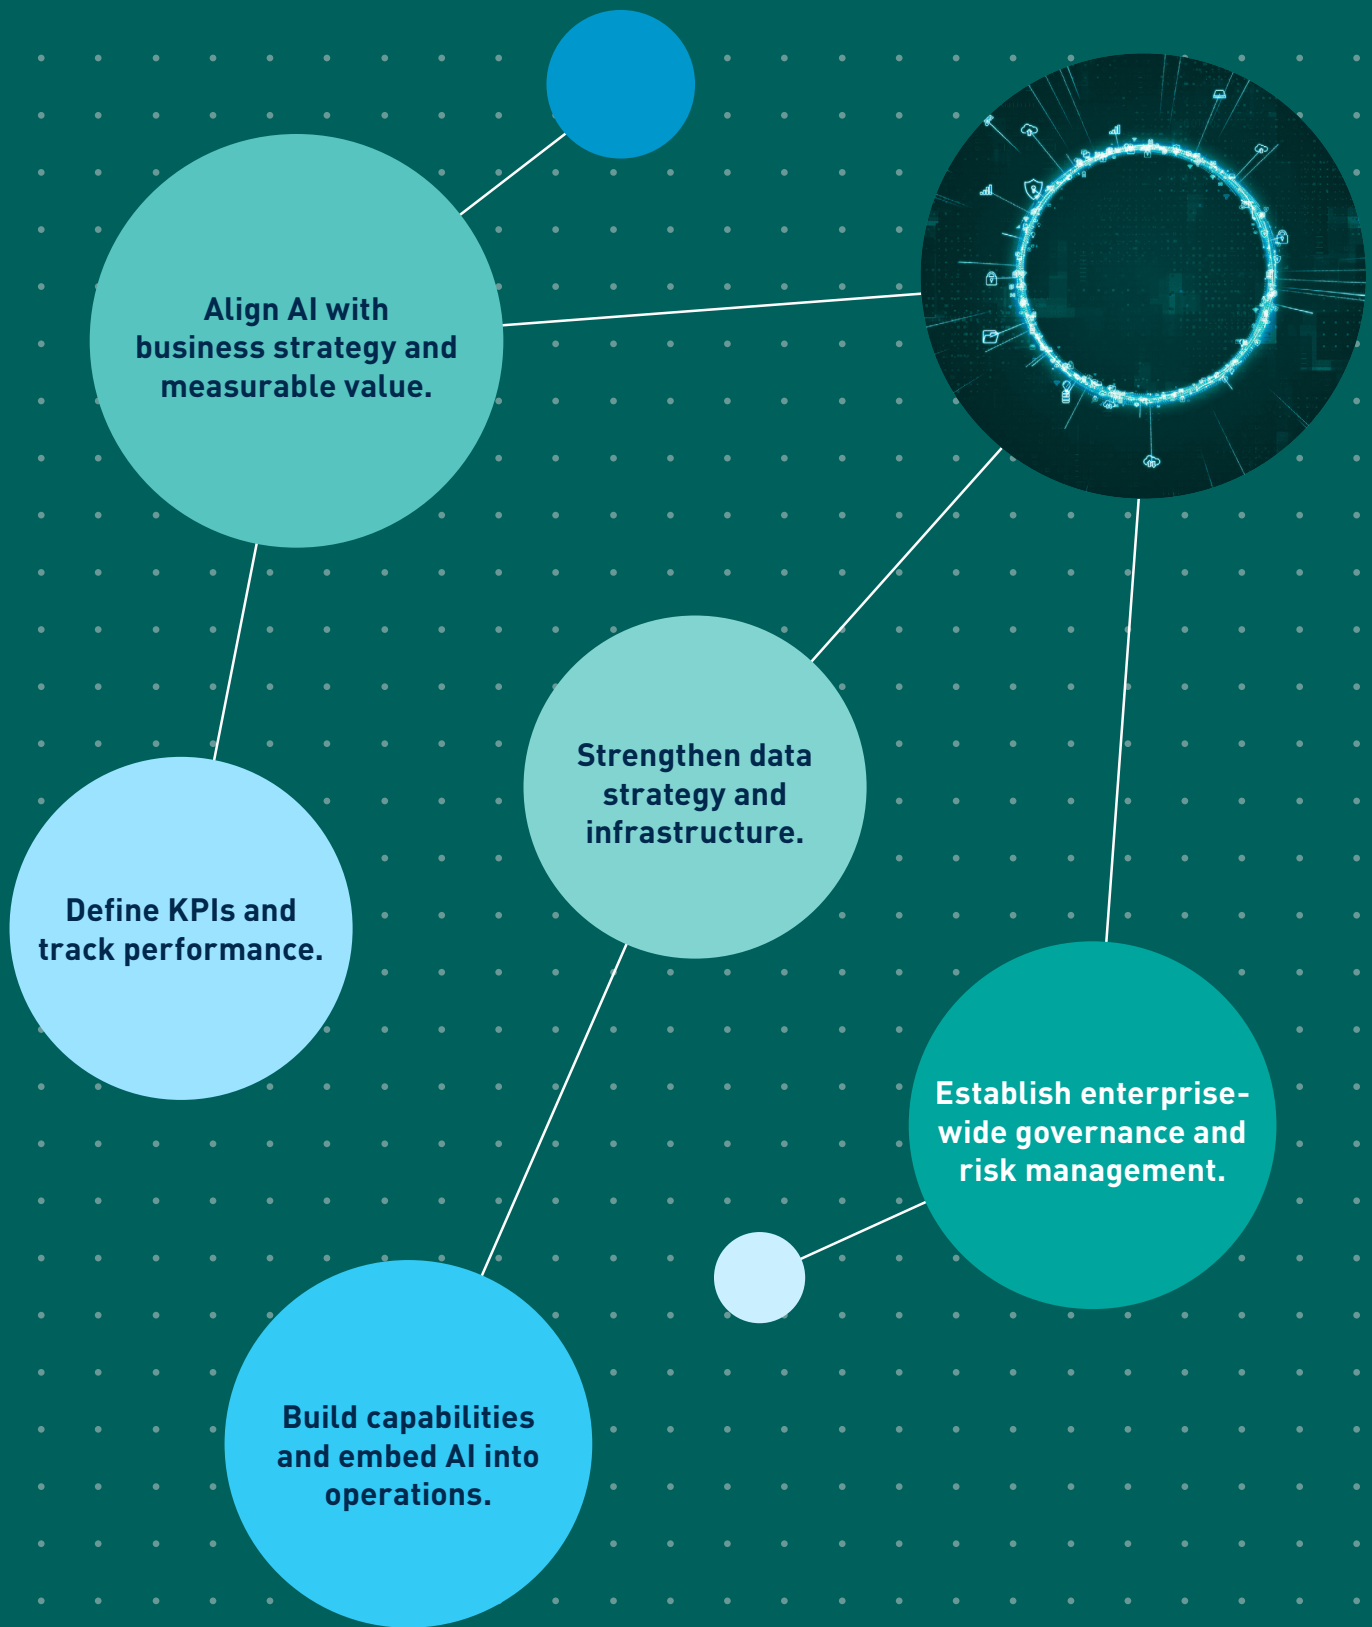 Align AI with
business strategy and
measurable value.
Strengthen data
strategy and
infrastructure.
Define KPIs and
track performance.
Establish enterprise-
wide governance and
risk management.
Build capabilities
and embed AI into
operations.